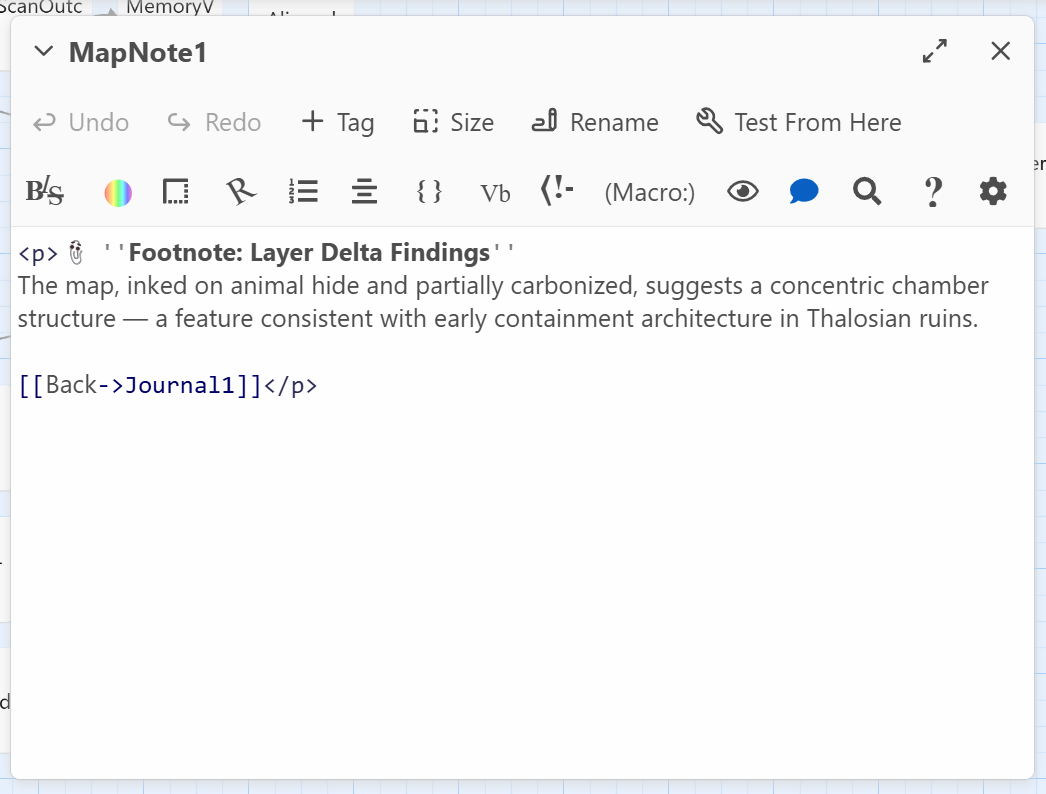 ScanOutc MemoryV
MapNote1
Undo Redo Tag Size Rename Test From Here
BIS Vb (!- (Macro:) ?
<p>🖇 ''Footnote: Layer Delta Findings''
The map, inked on animal hide and partially carbonized, suggests a concentric chamber
structure — a feature consistent with early containment architecture in Thalosian ruins.
[[Back->Journal1]]</p>
er
d